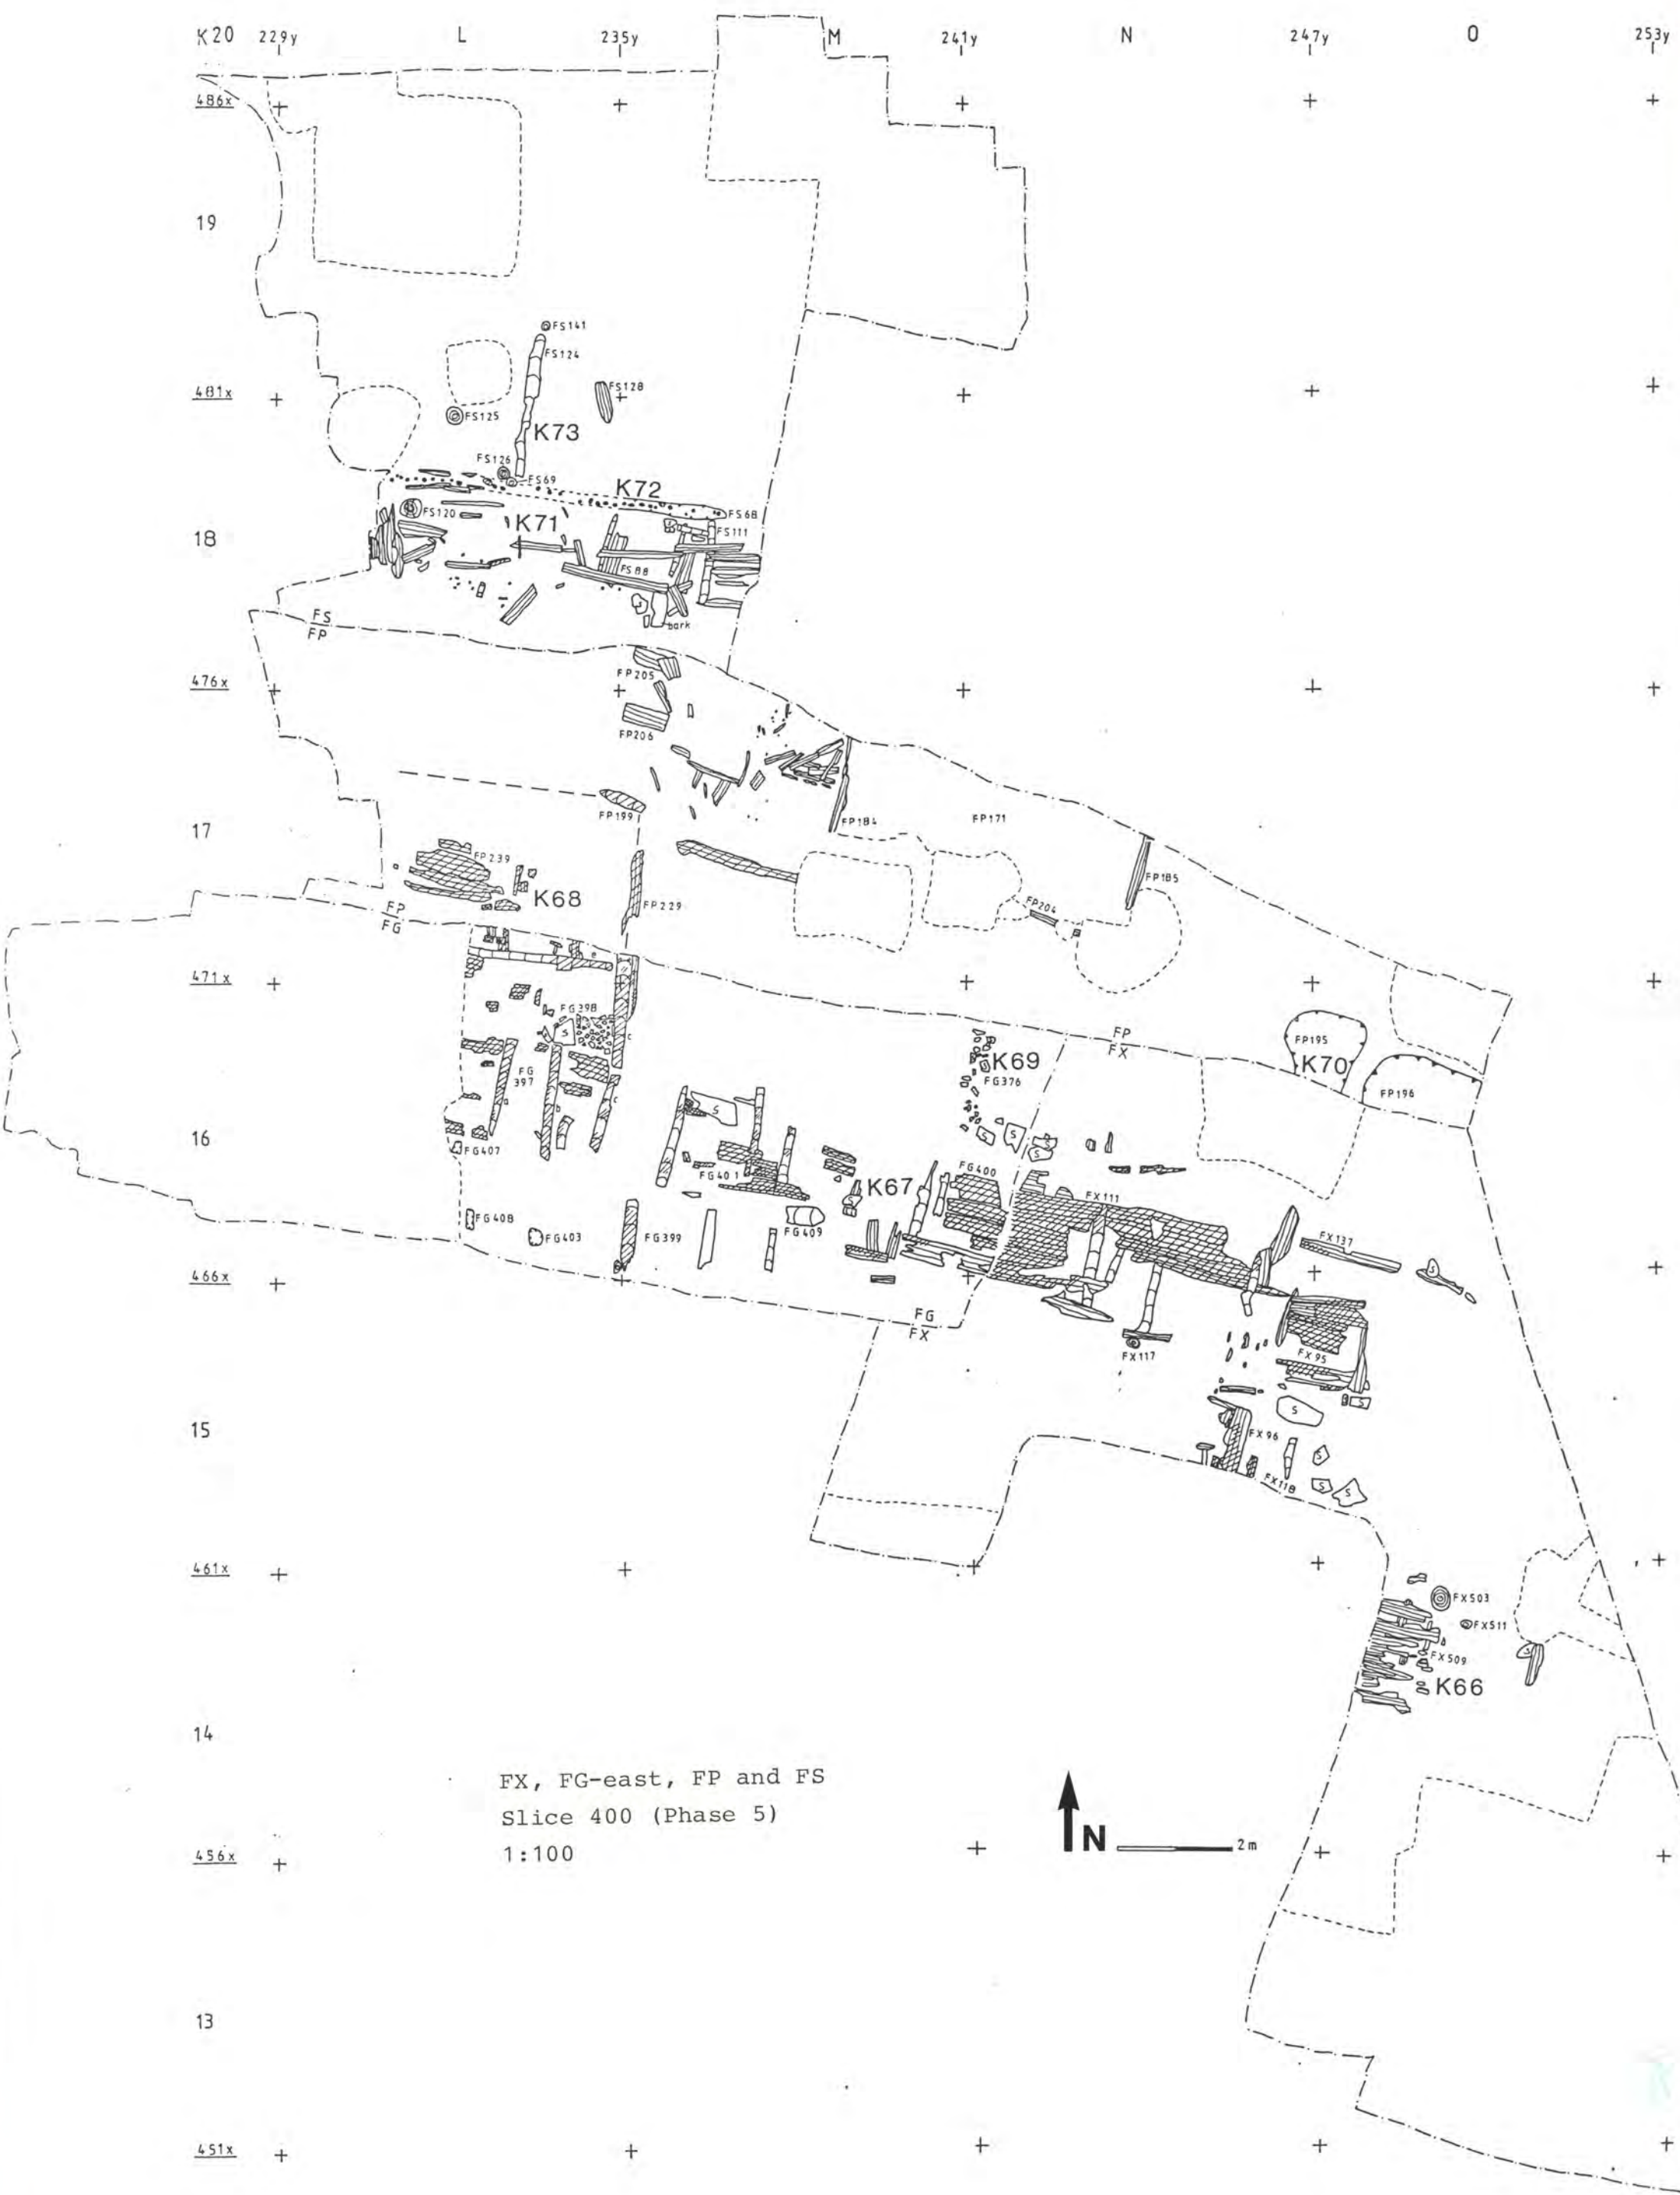 K20 229y L 235y M 241y N 247y O 253y
486x
19
FS141
FS124
481x
FS128
FS125
K73
FS126
FS69
K72
FS68
FS120
K71
FS111
18
FS88
bark
FS
FP
FP205
476x
FP206
FP199
FP184
FP171
17
FP239
FP185
K68
FP229
FP204
FP
FG
471x
e
FG398
S
c
FP
FX
FP195
K69
K70
FG376
FG
397
FP196
c
S
16
S
S
S
FG407
FG401
FG400
K67
FX111
S
FG408
FG403
FG399
FG409
FX137
S
466x
FG
FX
FX117
FX95
S
S
15
FX96
S
FX118
S
S
461x
FX503
FX511
S
FX509
K66
14
FX, FG-east, FP and FS
Slice 400 (Phase 5)
1:100
N 2m
456x
13
451x